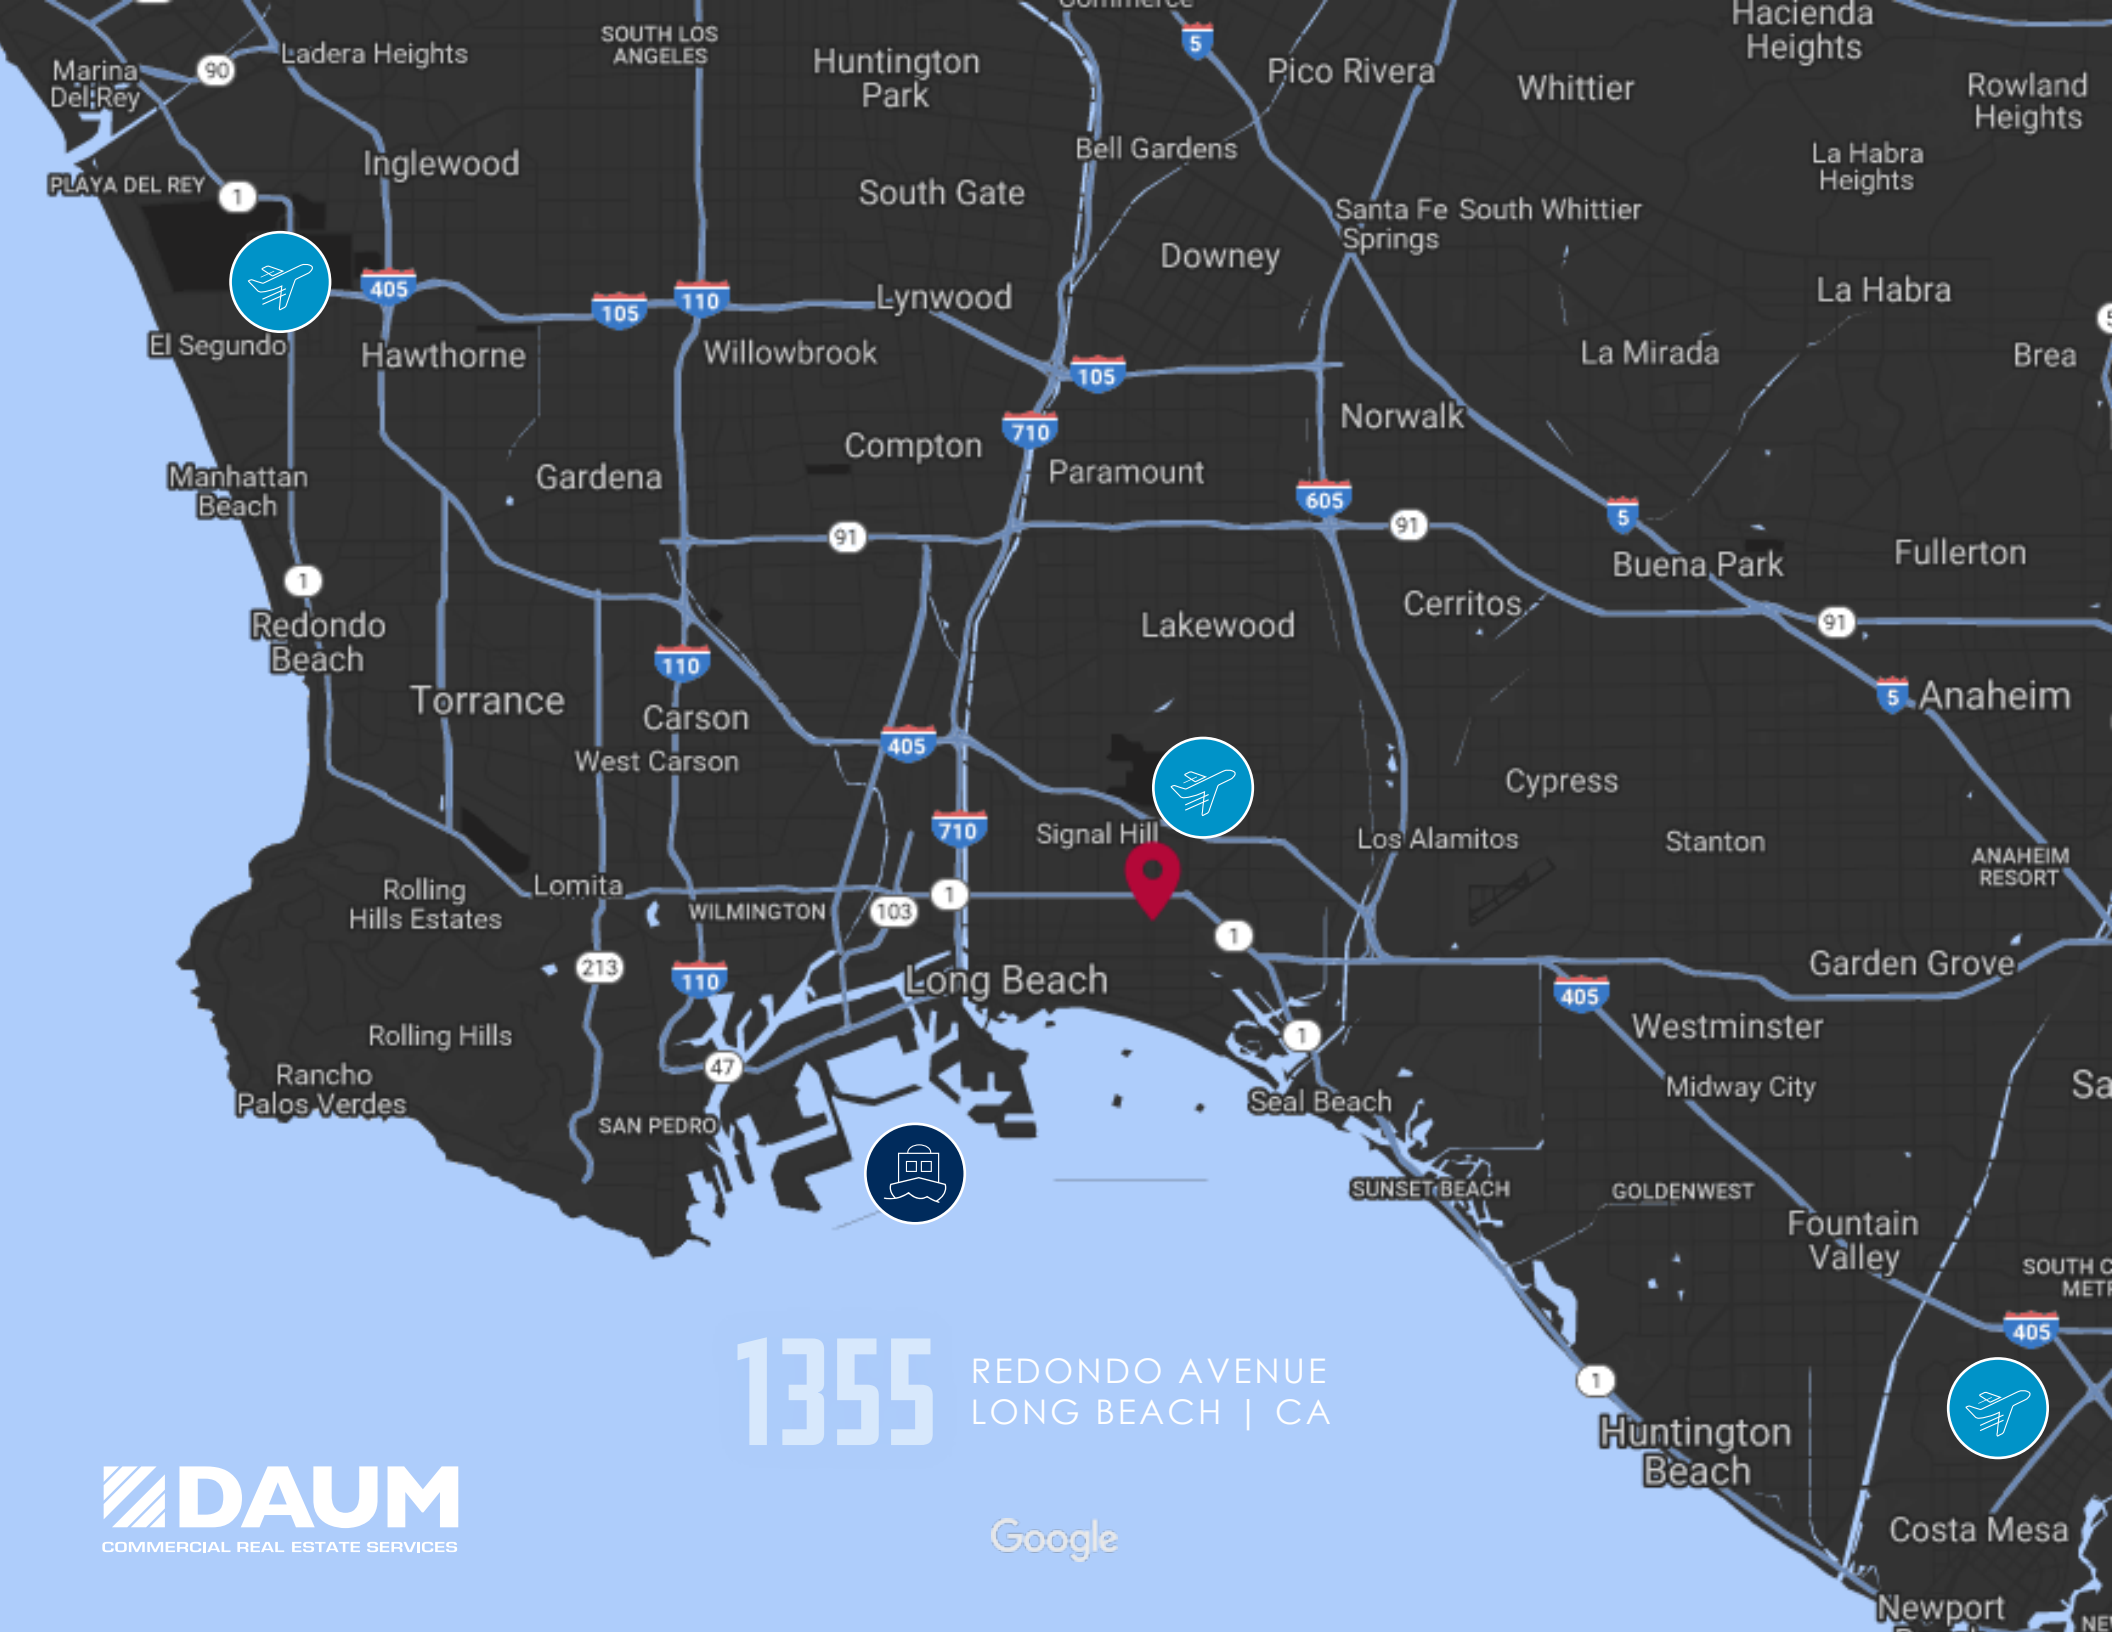 Commerce
Hacienda
Heights
SOUTH LOS
ANGELES
5
Ladera Heights
Huntington
Park
Pico Rivera
Whittier
Marina
Del Rey
90
Rowland
Heights
Bell Gardens
La Habra
Heights
Inglewood
PLAYA DEL REY
1
South Gate
Santa Fe
Springs
South Whittier
Downey
405
105
110
Lynwood
La Habra
El Segundo
Hawthorne
Willowbrook
105
La Mirada
Brea
710
Norwalk
Compton
Paramount
Manhattan
Beach
Gardena
605
5
91
91
Buena Park
Fullerton
1
Cerritos
Redondo
Beach
Lakewood
91
110
Torrance
Carson
5
Anaheim
405
West Carson
Cypress
710
Signal Hill
Los Alamitos
Stanton
ANAHEIM
RESORT
Rolling
Hills Estates
Lomita
WILMINGTON
103
1
1
213
110
Long Beach
Garden Grove
405
Westminster
Rolling Hills
1
47
Rancho
Palos Verdes
Midway City
Sa
SAN PEDRO
Seal Beach
SUNSET BEACH
GOLDENWEST
Fountain
Valley
SOUTH C
METR
405
1355
REDONDO AVENUE
LONG BEACH | CA
1
Huntington
Beach
DAUM
COMMERCIAL REAL ESTATE SERVICES
Google
Costa Mesa
Newport
NE